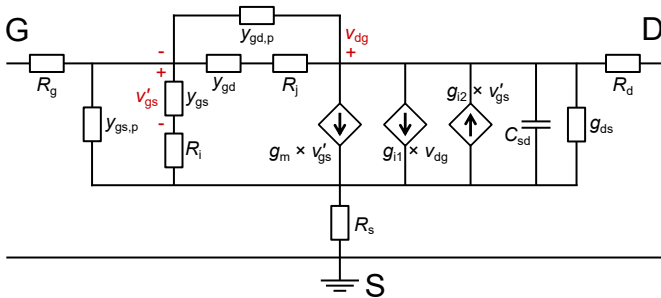 G
y_gd,p
v_dg
D
-
+
+
R_g
y_gd
R_j
R_d
v'_gs
y_gs
g_i2 × v'_gs
y_gs,p
-
R_i
g_m × v'_gs
g_i1 × v_dg
C_sd
g_ds
R_s
S